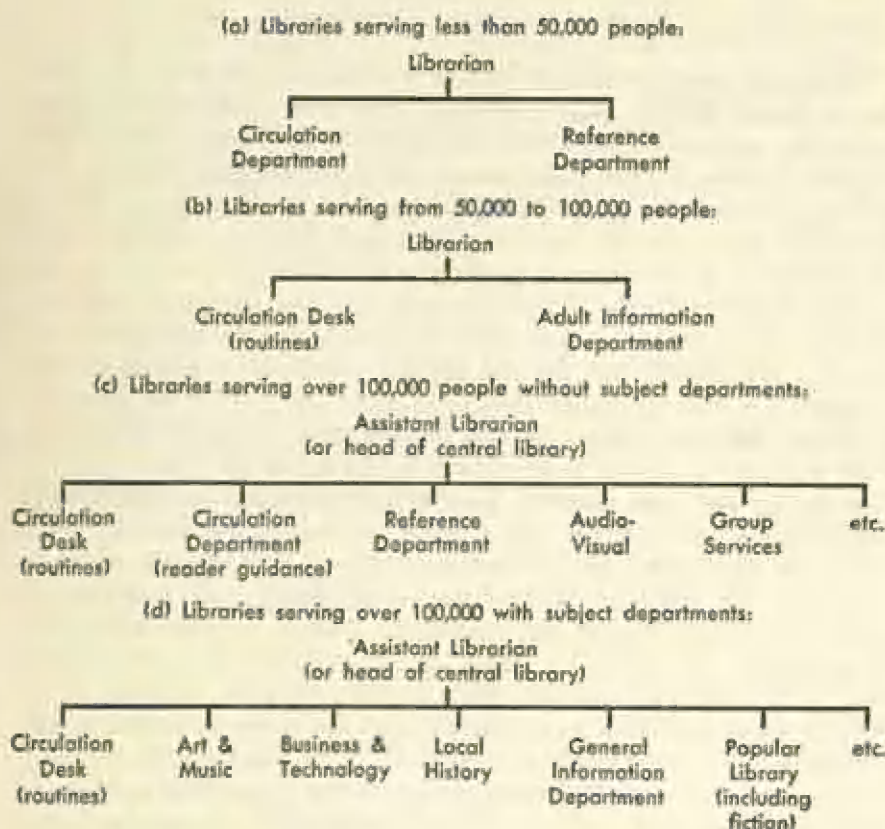 (a) Libraries serving less than 50,000 people:
Librarian
Circulation Reference
Department Department
(b) Libraries serving from 50,000 to 100,000 people:
Librarian
Circulation Desk Adult Information
(routines) Department
(c) Libraries serving over 100,000 people without subject departments:
Assistant Librarian
(or head of central library)
Circulation Circulation Reference Audio- Group etc.
Desk Department Department Visual Services
(routines) (reader guidance)
(d) Libraries serving over 100,000 with subject departments:
Assistant Librarian
(or head of central library)
Circulation Art & Business & Local General Popular etc.
Desk Music Technology History Information Library
(routines) Department (including
fiction)